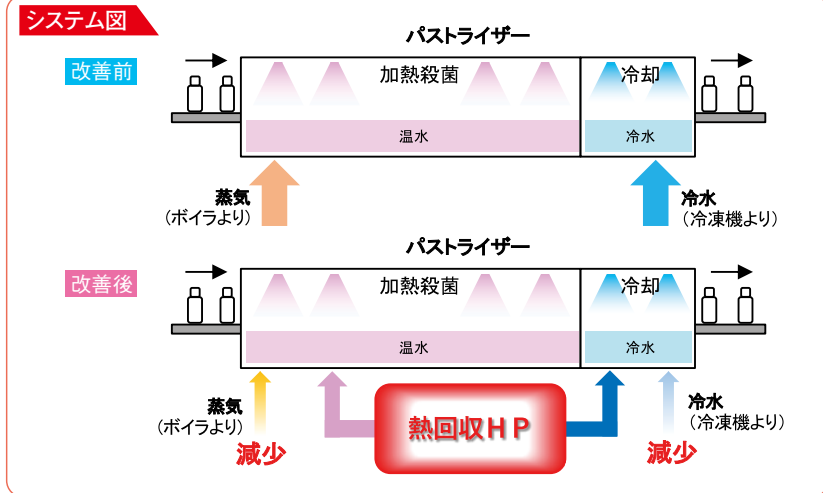 システム図
パストライザー
改善前
加熱殺菌
冷却
温水
冷水
蒸気
(ボイラより)
冷水
(冷凍機より)
パストライザー
改善後
加熱殺菌
冷却
温水
冷水
蒸気
(ボイラより)
減少
熱回収HP
冷水
(冷凍機より)
減少